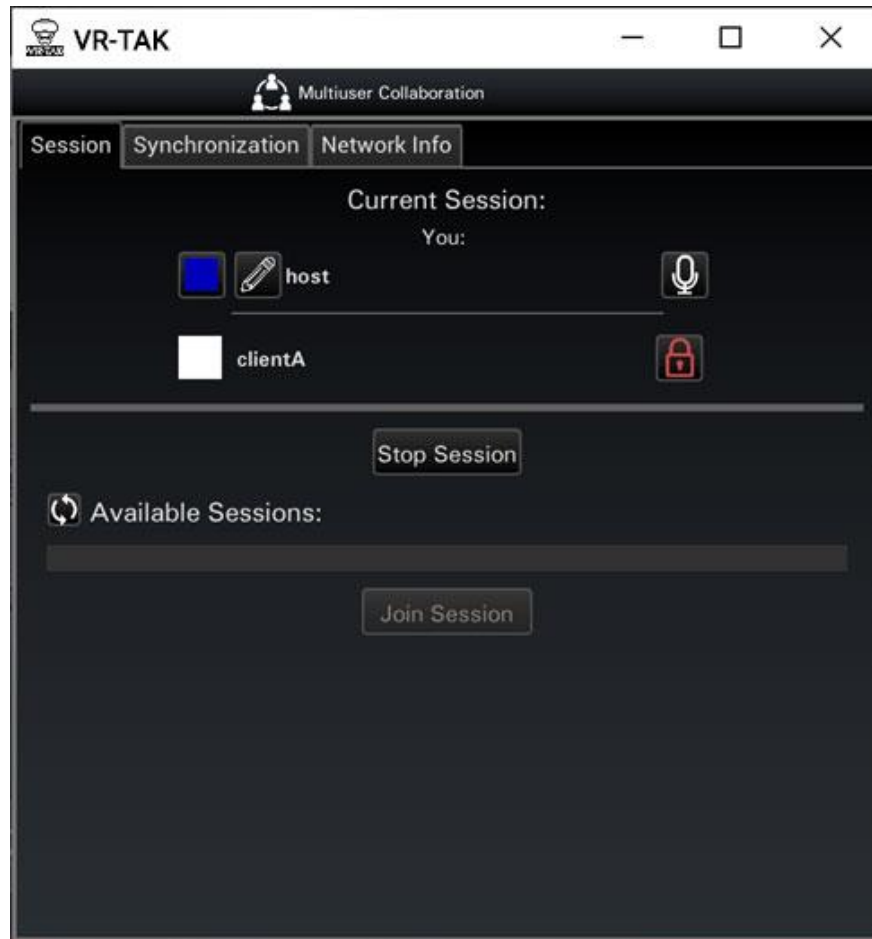 VR-TAK
Multiuser Collaboration
Session Synchronization Network Info
Current Session:
You:
host
clientA
Stop Session
Available Sessions:
Join Session